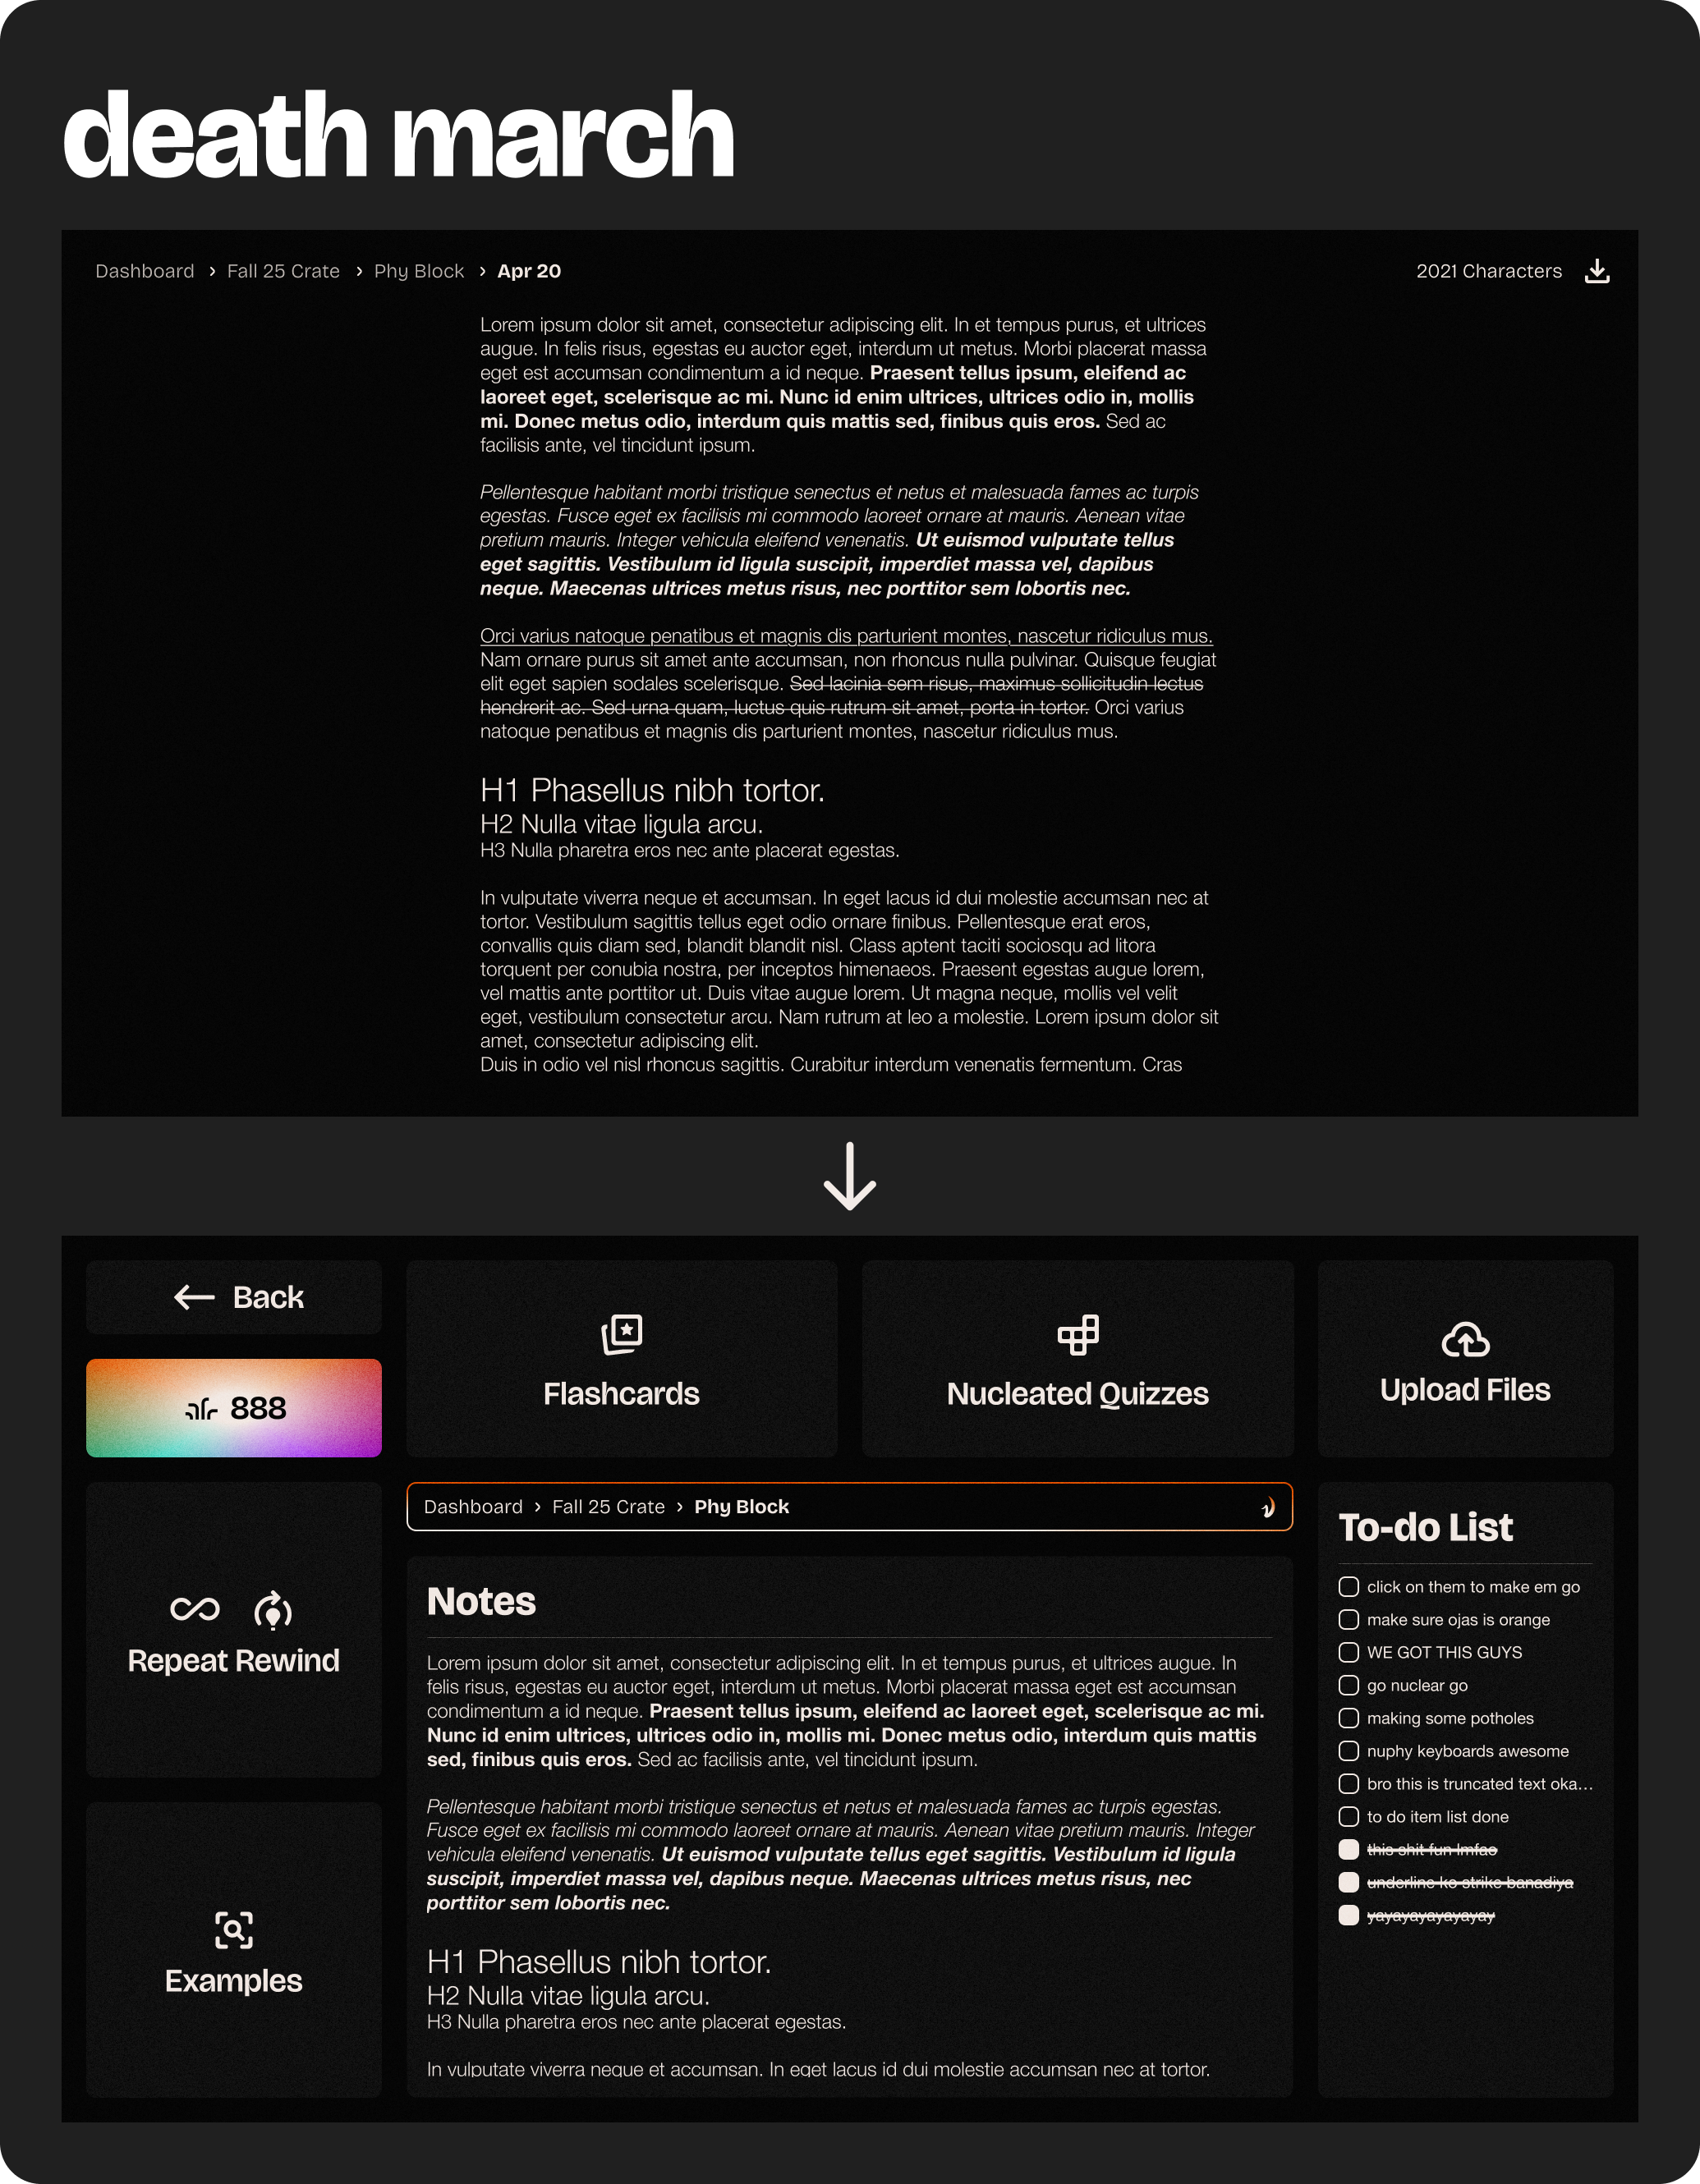 death march
Dashboard › Fall 25 Crate › Phy Block › Apr 20
2021 Characters
Lorem ipsum dolor sit amet, consectetur adipiscing elit. In et tempus purus, et ultrices
augue. In felis risus, egestas eu auctor eget, interdum ut metus. Morbi placerat massa
eget est accumsan condimentum a id neque. Praesent tellus ipsum, eleifend ac
laoreet eget, scelerisque ac mi. Nunc id enim ultrices, ultrices odio in, mollis
mi. Donec metus odio, interdum quis mattis sed, finibus quis eros. Sed ac
facilisis ante, vel tincidunt ipsum.
Pellentesque habitant morbi tristique senectus et netus et malesuada fames ac turpis
egestas. Fusce eget ex facilisis mi commodo laoreet ornare at mauris. Aenean vitae
pretium mauris. Integer vehicula eleifend venenatis. Ut euismod vulputate tellus
eget sagittis. Vestibulum id ligula suscipit, imperdiet massa vel, dapibus
neque. Maecenas ultrices metus risus, nec porttitor sem lobortis nec.
Orci varius natoque penatibus et magnis dis parturient montes, nascetur ridiculus mus.
Nam ornare purus sit amet ante accumsan, non rhoncus nulla pulvinar. Quisque feugiat
elit eget sapien sodales scelerisque. Sed lacinia sem risus, maximus sollicitudin lectus
hendrerit ac. Sed urna quam, luctus quis rutrum sit amet, porta in tortor. Orci varius
natoque penatibus et magnis dis parturient montes, nascetur ridiculus mus.
H1 Phasellus nibh tortor.
H2 Nulla vitae ligula arcu.
H3 Nulla pharetra eros nec ante placerat egestas.
In vulputate viverra neque et accumsan. In eget lacus id dui molestie accumsan nec at
tortor. Vestibulum sagittis tellus eget odio ornare finibus. Pellentesque erat eros,
convallis quis diam sed, blandit blandit nisl. Class aptent taciti sociosqu ad litora
torquent per conubia nostra, per inceptos himenaeos. Praesent egestas augue lorem,
vel mattis ante porttitor ut. Duis vitae augue lorem. Ut magna neque, mollis vel velit
eget, vestibulum consectetur arcu. Nam rutrum at leo a molestie. Lorem ipsum dolor sit
amet, consectetur adipiscing elit.
Duis in odio vel nisl rhoncus sagittis. Curabitur interdum venenatis fermentum. Cras
Back
888
Flashcards
Nucleated Quizzes
Upload Files
Repeat Rewind
Examples
Dashboard › Fall 25 Crate › Phy Block
Notes
Lorem ipsum dolor sit amet, consectetur adipiscing elit. In et tempus purus, et ultrices augue. In
felis risus, egestas eu auctor eget, interdum ut metus. Morbi placerat massa eget est accumsan
condimentum a id neque. Praesent tellus ipsum, eleifend ac laoreet eget, scelerisque ac mi.
Nunc id enim ultrices, ultrices odio in, mollis mi. Donec metus odio, interdum quis mattis
sed, finibus quis eros. Sed ac facilisis ante, vel tincidunt ipsum.
Pellentesque habitant morbi tristique senectus et netus et malesuada fames ac turpis egestas.
Fusce eget ex facilisis mi commodo laoreet ornare at mauris. Aenean vitae pretium mauris. Integer
vehicula eleifend venenatis. Ut euismod vulputate tellus eget sagittis. Vestibulum id ligula
suscipit, imperdiet massa vel, dapibus neque. Maecenas ultrices metus risus, nec
porttitor sem lobortis nec.
H1 Phasellus nibh tortor.
H2 Nulla vitae ligula arcu.
H3 Nulla pharetra eros nec ante placerat egestas.
In vulputate viverra neque et accumsan. In eget lacus id dui molestie accumsan nec at tortor.
To-do List
click on them to make em go
make sure ojas is orange
WE GOT THIS GUYS
go nuclear go
making some potholes
nuphy keyboards awesome
bro this is truncated text oka...
to do item list done
this shit fun lmfao
underline ko strike banadiya
yayayayayayayay